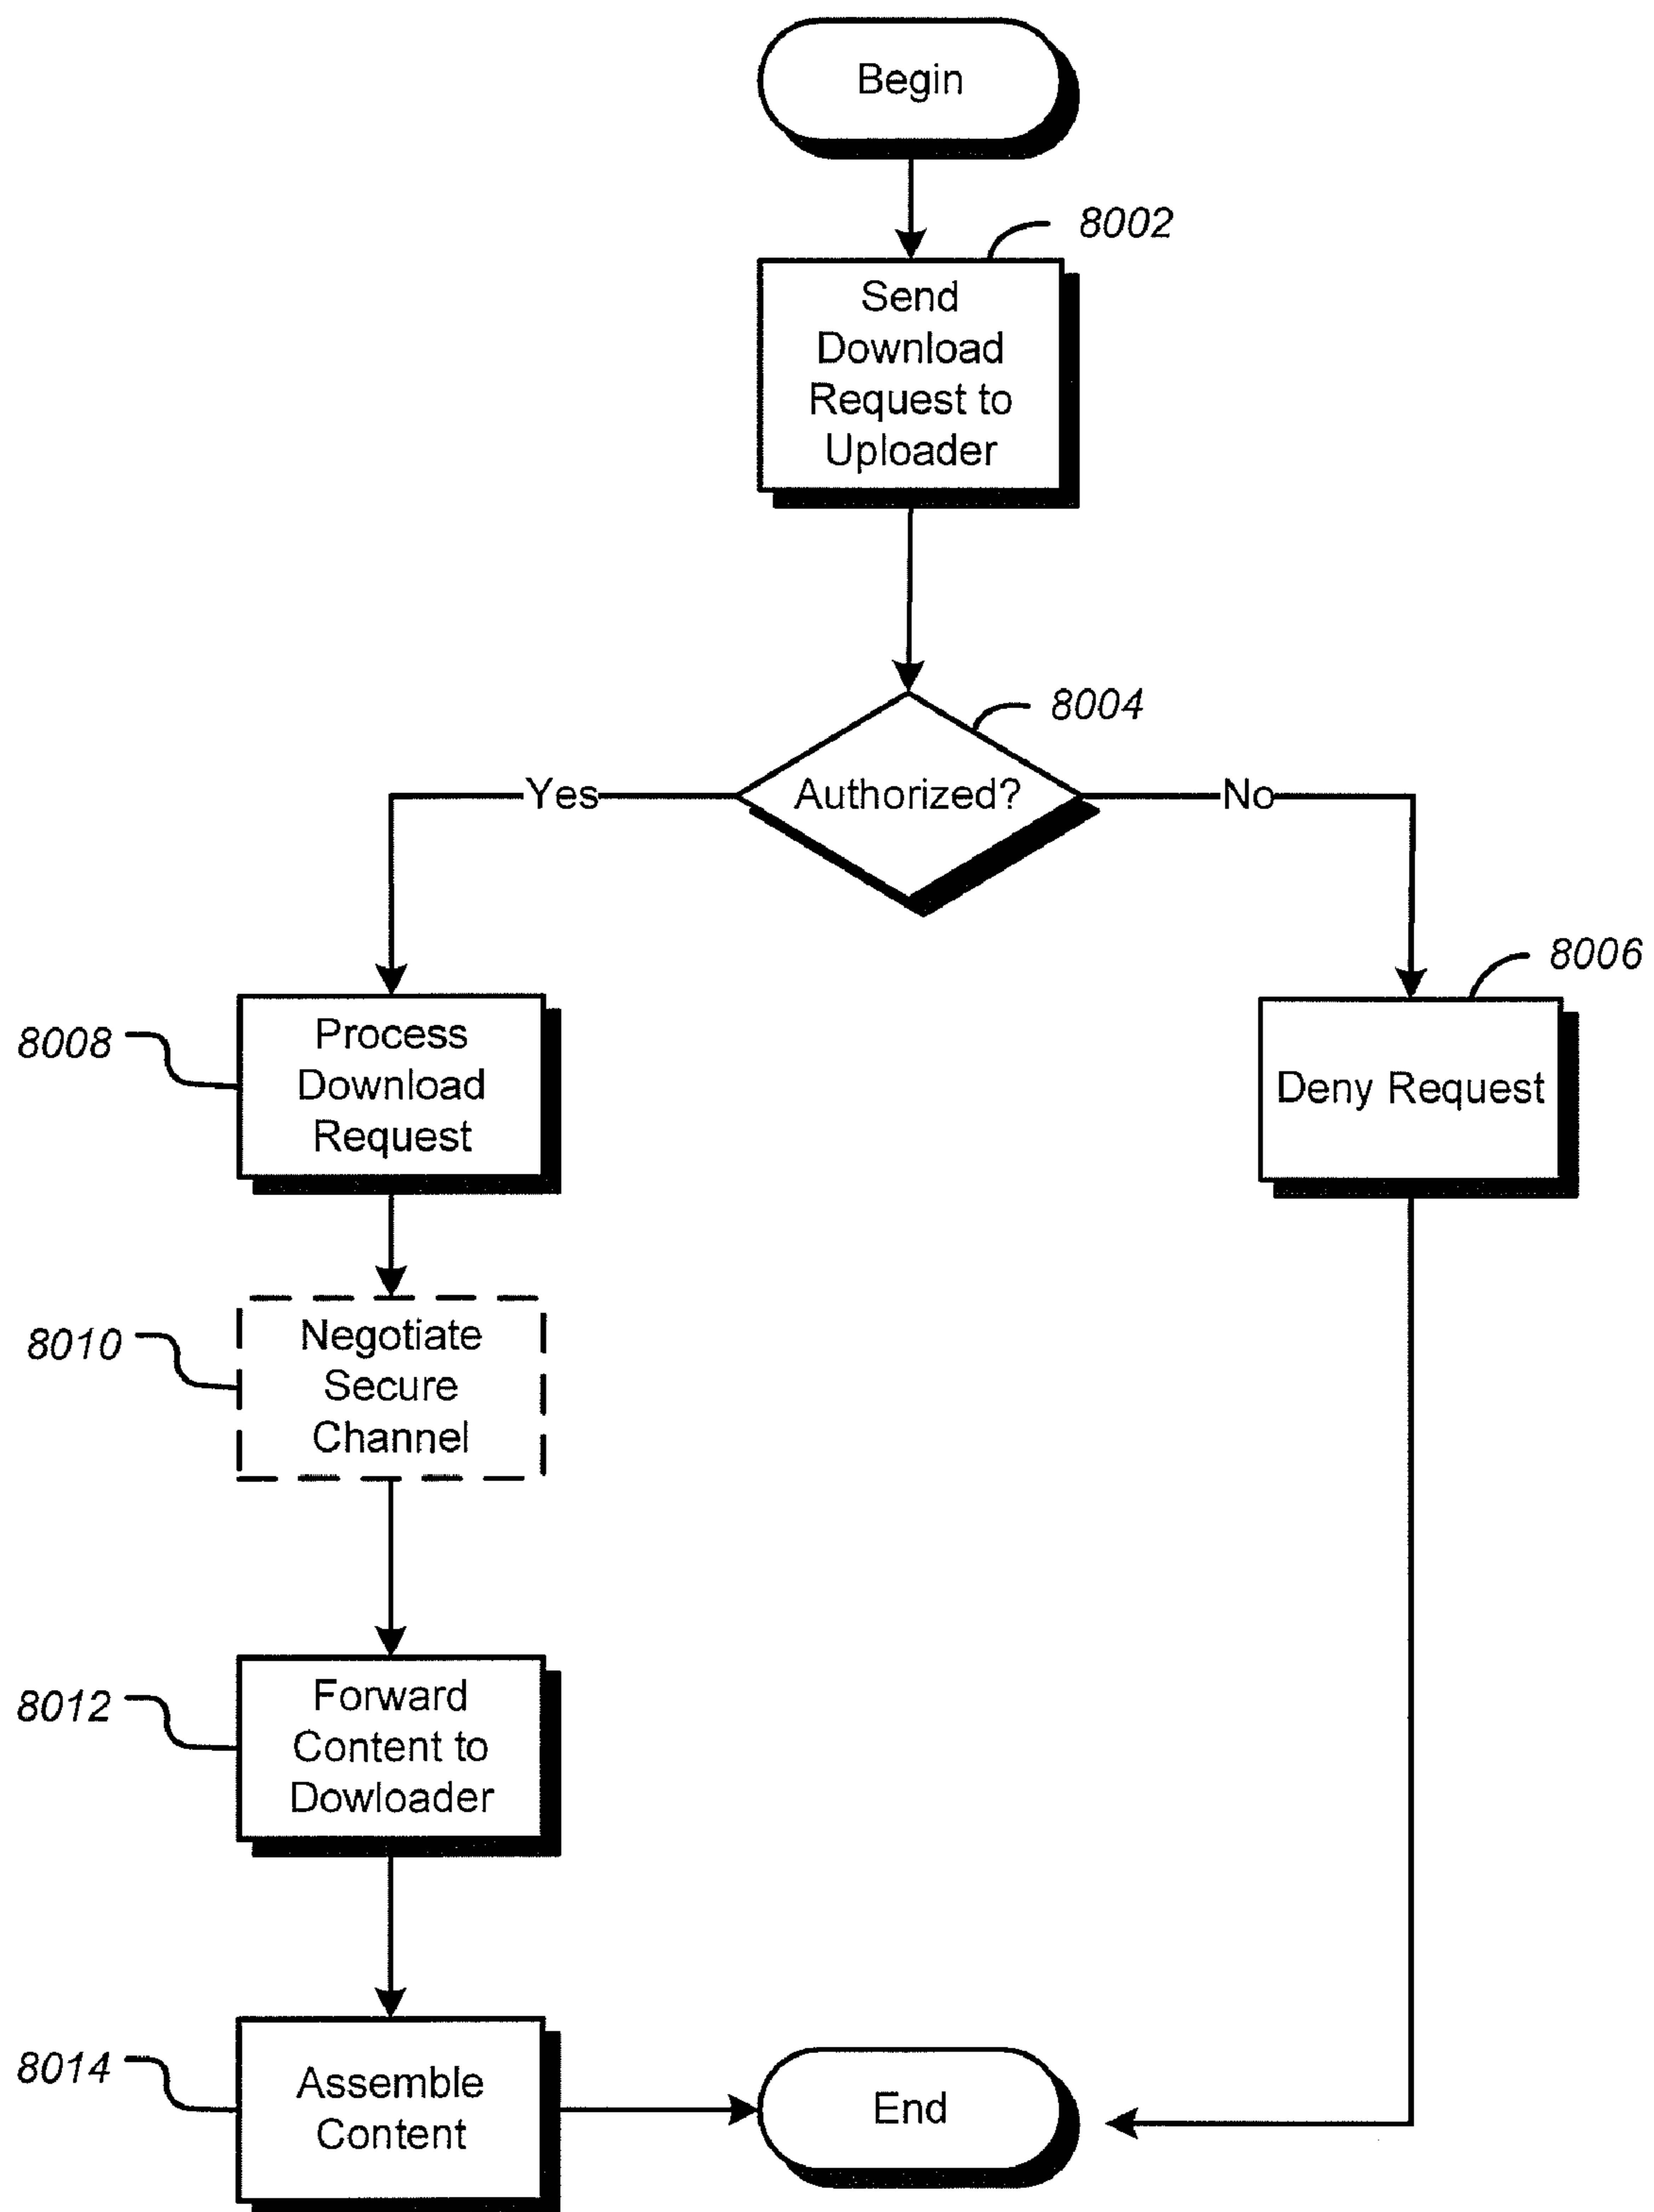 Begin
8002
Send
Download
Request to
Uploader
8004
Authorized?
Yes
No
8006
Deny Request
8008
Process
Download
Request
8010
Negotiate
Secure
Channel
8012
Forward
Content to
Dowloader
8014
Assemble
Content
End